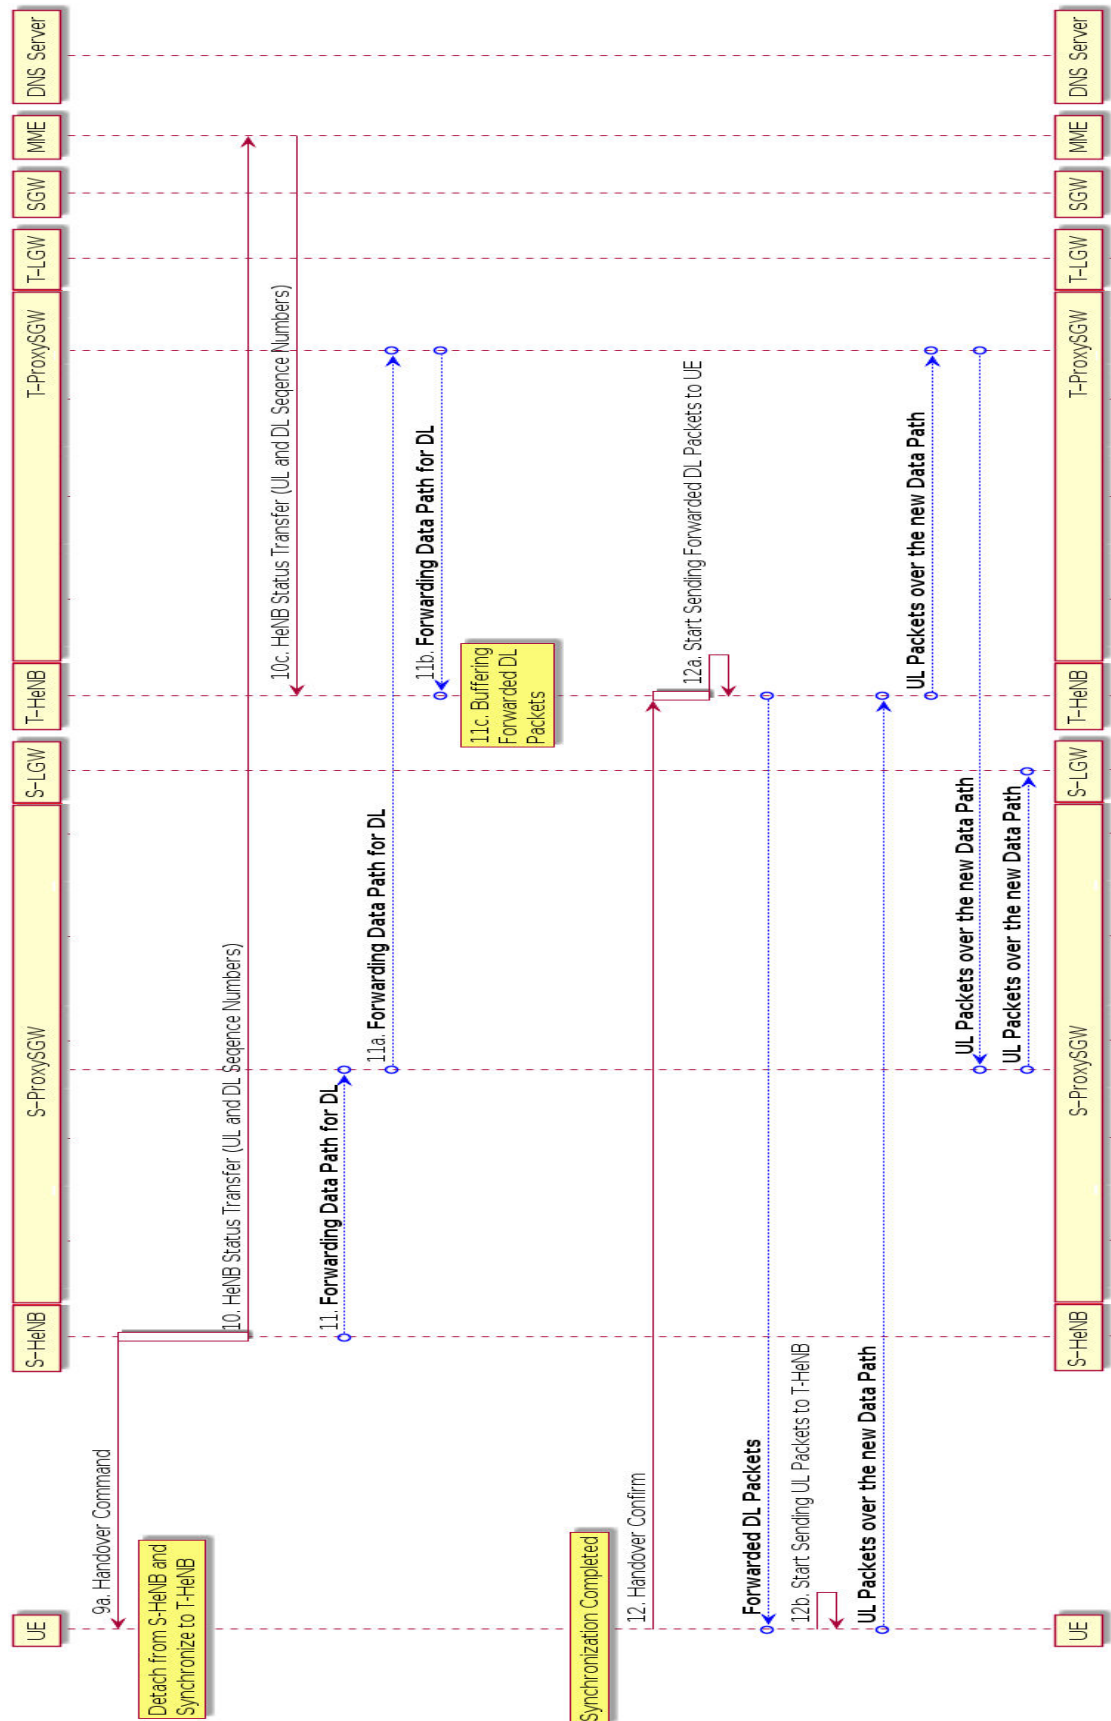 UE
S-HeNB
S-ProxySGW
S-LGW
T-HeNB
T-ProxySGW
T-LGW
SGW
MME
DNS Server
9a. Handover Command
Detach from S-HeNB and
Synchronize to T-HeNB
10. HeNB Status Transfer (UL and DL Seqence Numbers)
10c. HeNB Status Transfer (UL and DL Seqence Numbers)
11. Forwarding Data Path for DL
11a. Forwarding Data Path for DL
11b. Forwarding Data Path for DL
11c. Buffering
Forwarded DL
Packets
Synchronization Completed
12. Handover Confirm
12a. Start Sending Forwarded DL Packets to UE
Forwarded DL Packets
12b. Start Sending UL Packets to T-HeNB
UL Packets over the new Data Path
UL Packets over the new Data Path
UL Packets over the new Data Path
UL Packets over the new Data Path
UE
S-HeNB
S-ProxySGW
S-LGW
T-HeNB
T-ProxySGW
T-LGW
SGW
MME
DNS Server